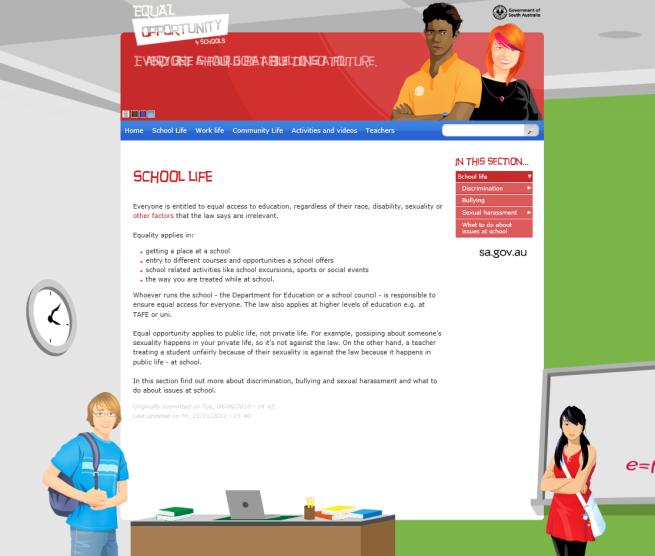 EQUAL
OPPORTUNITY
4 SCHOOLS
Government of
South Australia
Home School Life Work life Community Life Activities and videos Teachers
SCHOOL LIFE
Everyone is entitled to equal access to education, regardless of their race, disability, sexuality or
other factors that the law says are irrelevant.
Equality applies in:
getting a place at a school
entry to different courses and opportunities a school offers
school related activities like school excursions, sports or social events
the way you are treated while at school.
Whoever runs the school - the Department for Education or a school council - is responsible to
ensure equal access for everyone. The law also applies at higher levels of education e.g. at
TAFE or uni.
Equal opportunity applies to public life, not private life. For example, gossiping about someone's
sexuality happens in your private life, so it's not against the law. On the other hand, a teacher
treating a student unfairly because of their sexuality is against the law because it happens in
public life - at school.
In this section find out more about discrimination, bullying and sexual harassment and what to
do about issues at school.
Originally submitted on Tue, 04/06/2010 - 14:42.
Last updated on Fri, 11/11/2011 - 15:40.
IN THIS SECTION...
School life
Discrimination
Bullying
Sexual harassment
What to do about
issues at school
sa.gov.au